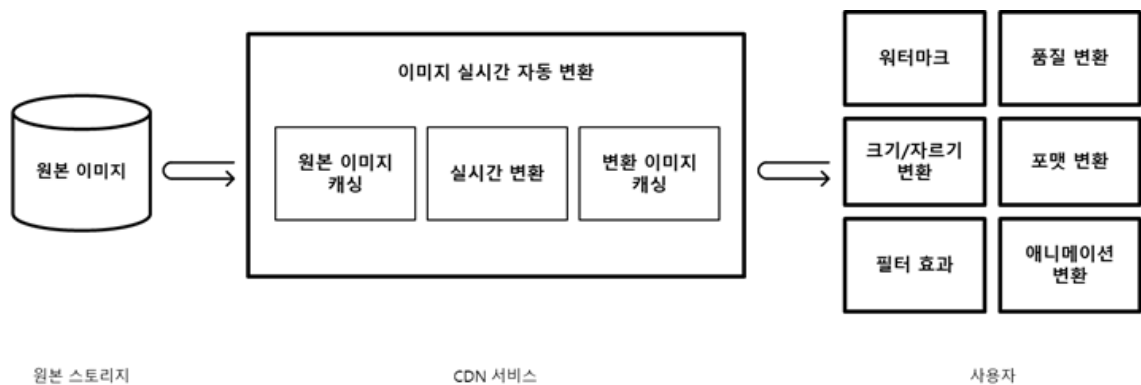 원본 이미지
이미지 실시간 자동 변환
원본 이미지
캐싱
실시간 변환
변환 이미지
캐싱
워터마크
품질 변환
크기/자르기
변환
포맷 변환
필터 효과
애니메이션
변환
원본 스토리지
CDN 서비스
사용자